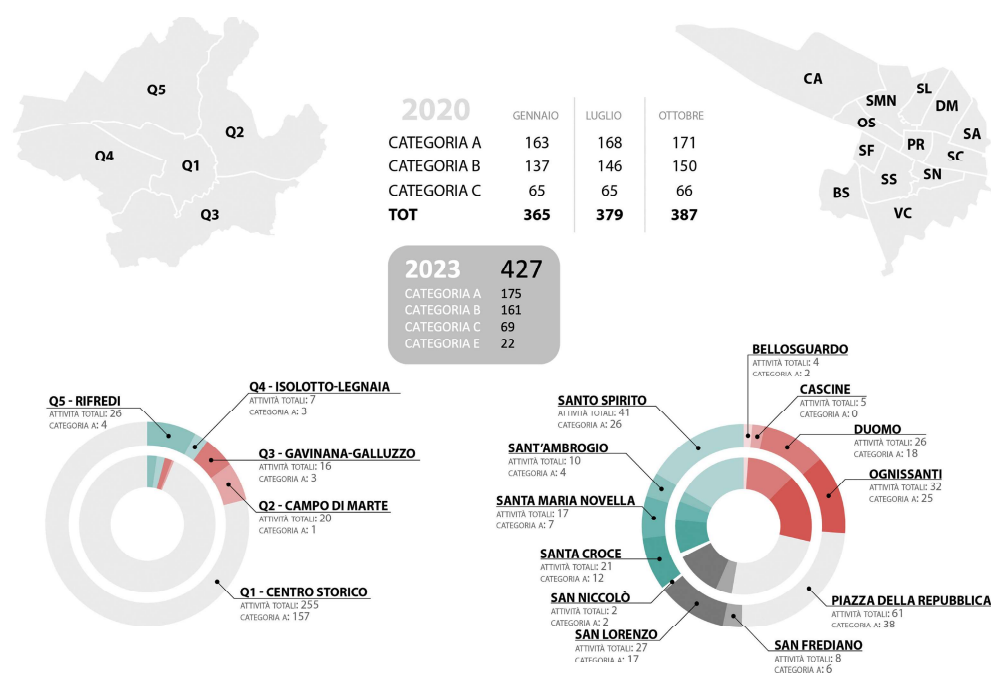 Q5
Q2
Q4
Q1
Q3
2020 GENNAIO LUGLIO OTTOBRE
CATEGORIA A 163 168 171
CATEGORIA B 137 146 150
CATEGORIA C 65 65 66
TOT 365 379 387
CA
SL
SMN
DM
OS
SA
PR
SF
SC
SN
SS
BS
VC
2023 427
CATEGORIA A 175
CATEGORIA B 161
CATEGORIA C 69
CATEGORIA E 22
Q4 - ISOLOTTO-LEGNAIA
ATTIVITÀ TOTALI: 7
CATEGORIA A: 3
Q5 - RIFREDI
ATTIVITÀ TOTALI: 26
CATEGORIA A: 4
Q3 - GAVINANA-GALLUZZO
ATTIVITÀ TOTALI: 16
CATEGORIA A: 3
Q2 - CAMPO DI MARTE
ATTIVITÀ TOTALI: 20
CATEGORIA A: 1
Q1 - CENTRO STORICO
ATTIVITÀ TOTALI: 255
CATEGORIA A: 157
BELLOSGUARDO
ATTIVITÀ TOTALI: 4
CATEGORIA A: 2
CASCINE
ATTIVITÀ TOTALI: 5
CATEGORIA A: 0
DUOMO
ATTIVITÀ TOTALI: 26
CATEGORIA A: 18
OGNISSANTI
ATTIVITÀ TOTALI: 32
CATEGORIA A: 25
PIAZZA DELLA REPUBBLICA
ATTIVITÀ TOTALI: 61
CATEGORIA A: 38
SAN FREDIANO
ATTIVITÀ TOTALI: 8
CATEGORIA A: 6
SANTO SPIRITO
ATTIVITÀ TOTALI: 41
CATEGORIA A: 26
SANT'AMBROGIO
ATTIVITÀ TOTALI: 10
CATEGORIA A: 4
SANTA MARIA NOVELLA
ATTIVITÀ TOTALI: 17
CATEGORIA A: 7
SANTA CROCE
ATTIVITÀ TOTALI: 21
CATEGORIA A: 12
SAN NICCOLÒ
ATTIVITÀ TOTALI: 2
CATEGORIA A: 2
SAN LORENZO
ATTIVITÀ TOTALI: 27
CATEGORIA A: 17